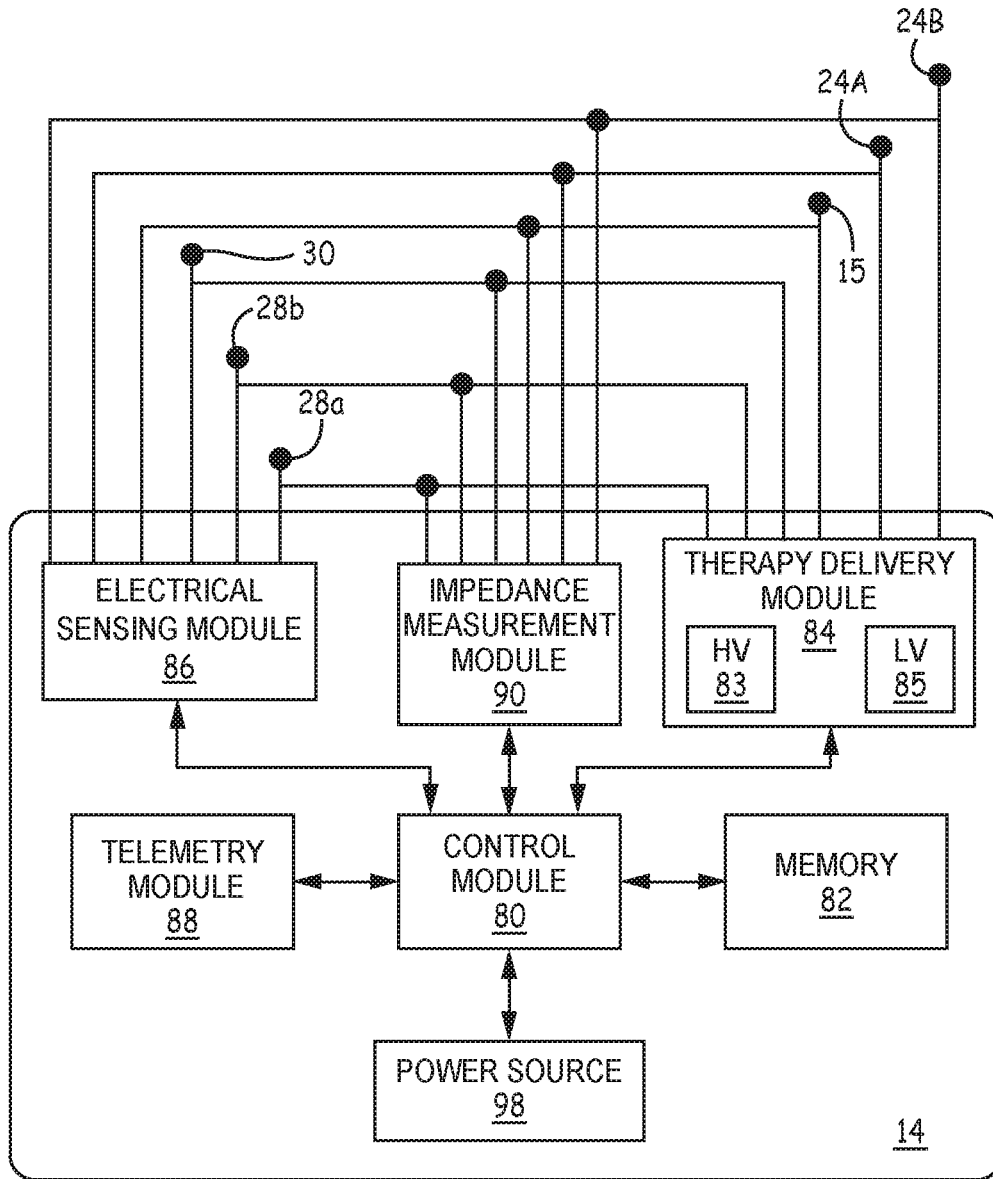 24B
24A
30
15
28b
28a
ELECTRICAL
SENSING MODULE
86
IMPEDANCE
MEASUREMENT
MODULE
90
THERAPY DELIVERY
MODULE
84
HV
83
LV
85
TELEMETRY
MODULE
88
CONTROL
MODULE
80
MEMORY
82
POWER SOURCE
98
14